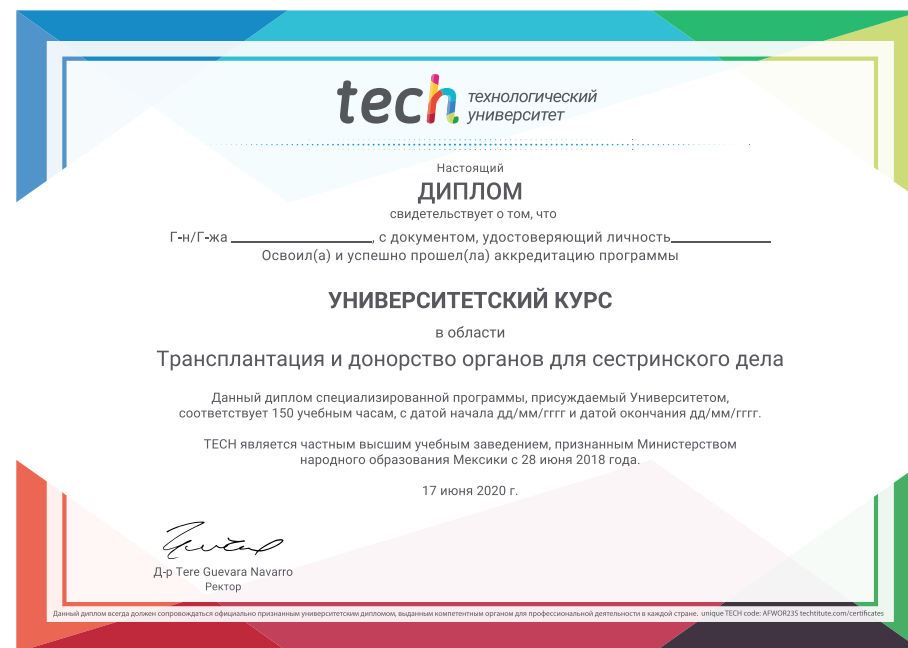 tech технологический
университет
Настоящий
ДИПЛОМ
свидетельствует о том, что
Г-н/Г-жа ________________, с документом, удостоверяющий личность___________
Освоил(а) и успешно прошел(ла) аккредитацию программы
УНИВЕРСИТЕТСКИЙ КУРС
в области
Трансплантация и донорство органов для сестринского дела
Данный диплом специализированной программы, присуждаемый Университетом,
соответствует 150 учебным часам, с датой начала дд/мм/гггг и датой окончания дд/мм/гггг.
TECH является частным высшим учебным заведением, признанным Министерством
народного образования Мексики с 28 июня 2018 года.
17 июня 2020 г.
Д-р Tere Guevara Navarro
Ректор
Данный диплом всегда должен сопровождаться официально признанным университетским дипломом, выданным компетентным органом для профессиональной деятельности в каждой стране. unique TECH code: AFWOR23S techtitute.com/certificates